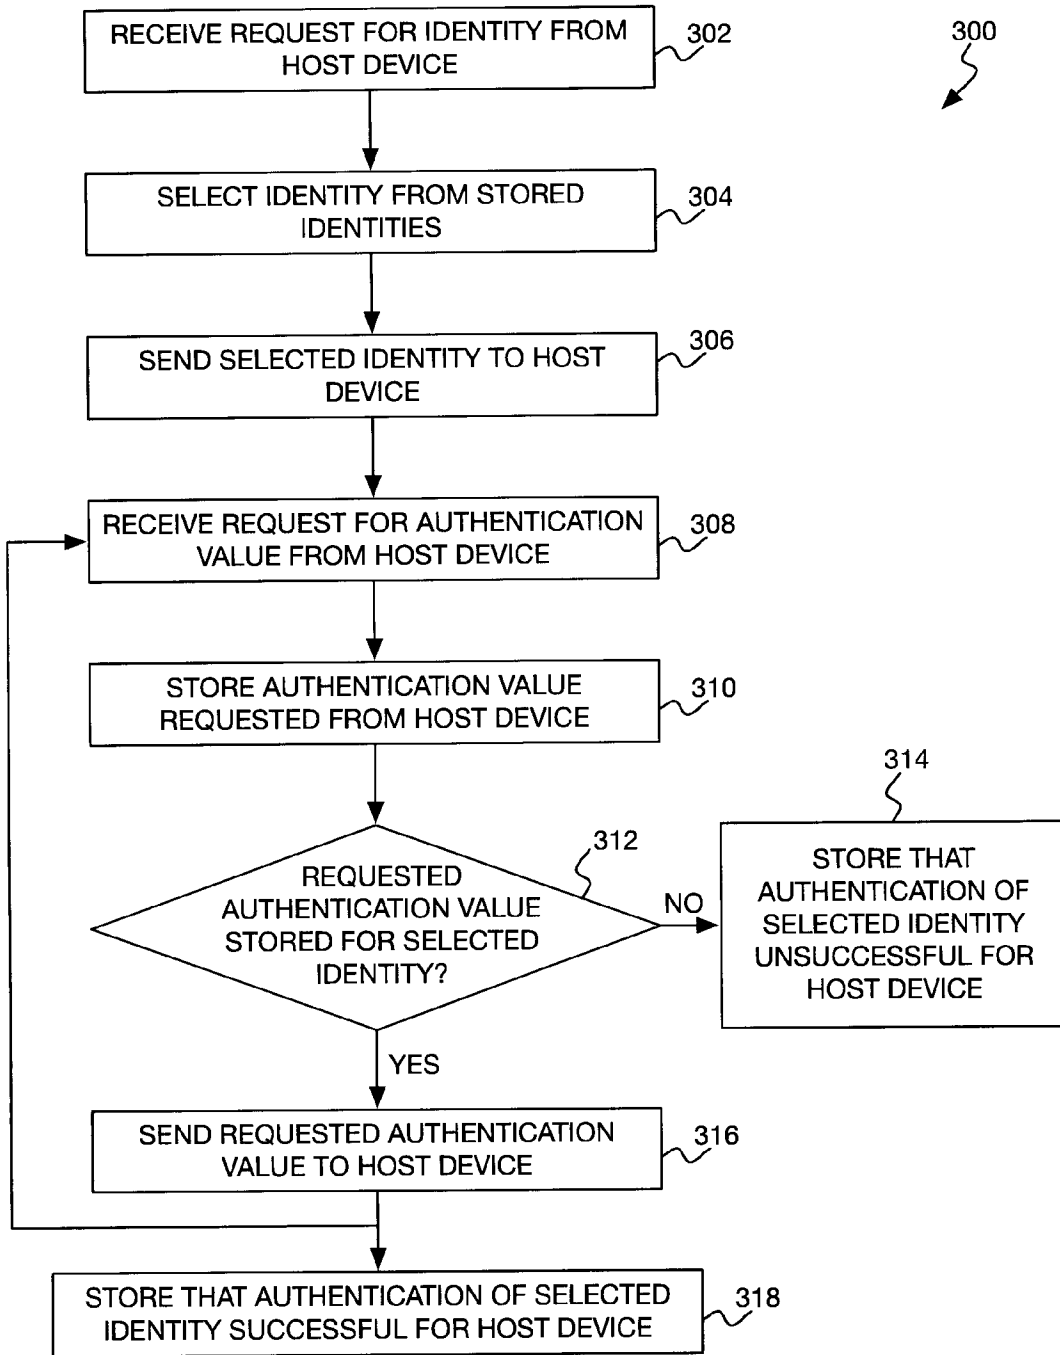 RECEIVE REQUEST FOR IDENTITY FROM
HOST DEVICE
302
300
SELECT IDENTITY FROM STORED
IDENTITIES
304
SEND SELECTED IDENTITY TO HOST
DEVICE
306
RECEIVE REQUEST FOR AUTHENTICATION
VALUE FROM HOST DEVICE
308
STORE AUTHENTICATION VALUE
REQUESTED FROM HOST DEVICE
310
REQUESTED
AUTHENTICATION VALUE
STORED FOR SELECTED
IDENTITY?
312
NO
314
STORE THAT
AUTHENTICATION OF
SELECTED IDENTITY
UNSUCCESSFUL FOR
HOST DEVICE
YES
SEND REQUESTED AUTHENTICATION
VALUE TO HOST DEVICE
316
STORE THAT AUTHENTICATION OF SELECTED
IDENTITY SUCCESSFUL FOR HOST DEVICE
318